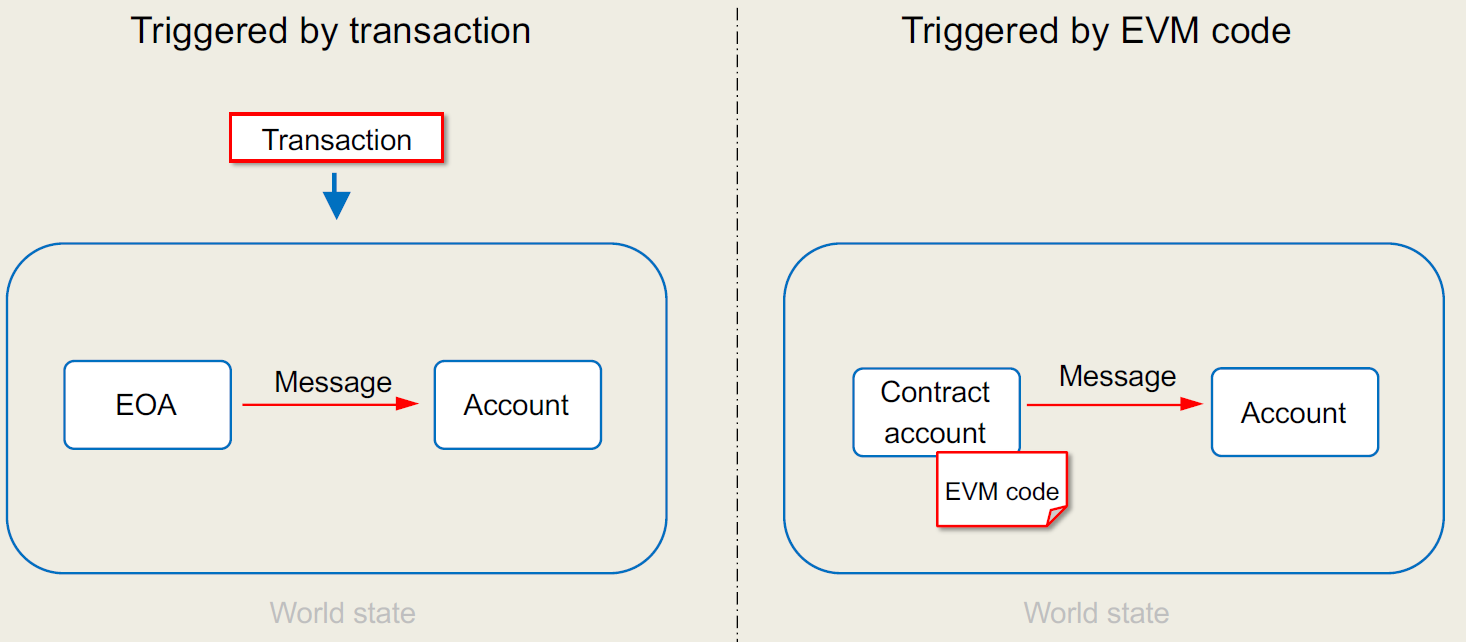 Triggered by transaction
Transaction
EOA
Message
Account
World state
Triggered by EVM code
Contract
account
EVM code
Message
Account
World state